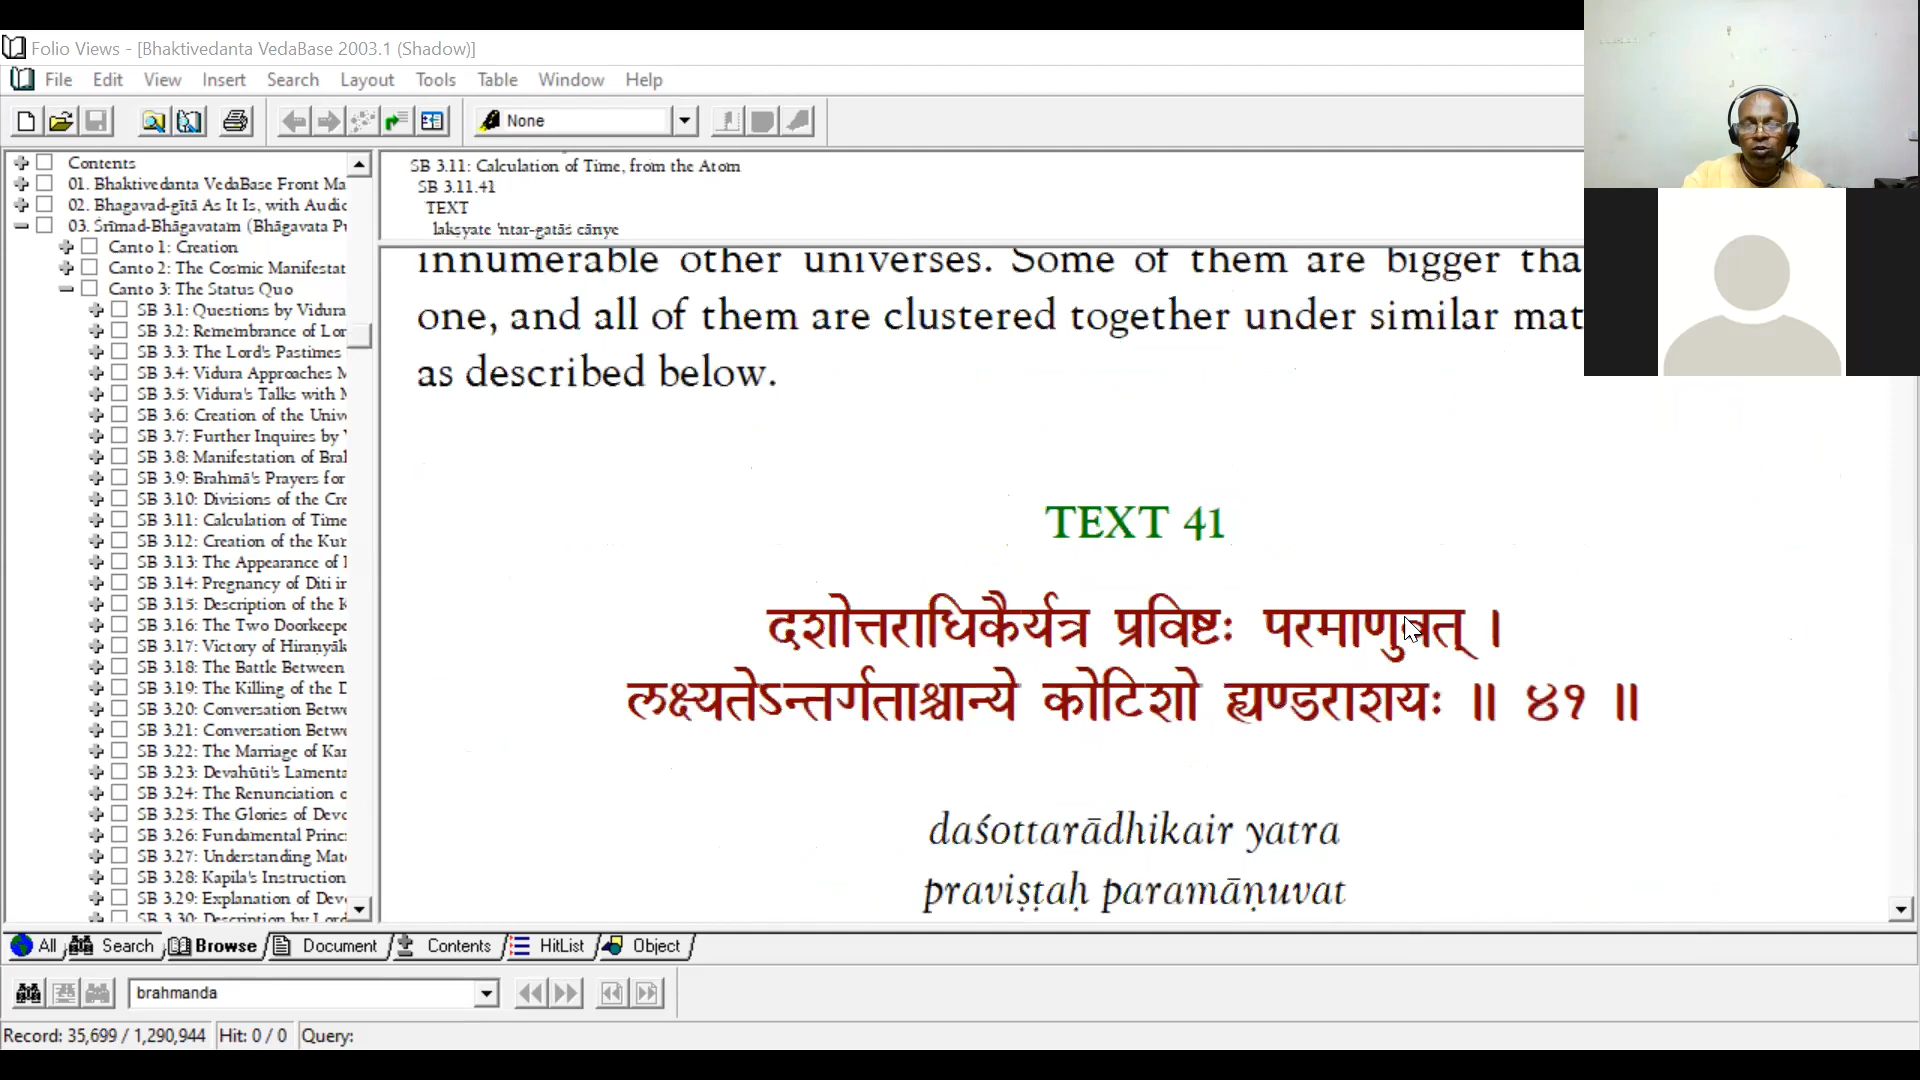 Folio Views - [Bhaktivedanta VedaBase 2003.1 (Shadow)]
File Edit View Insert Search Layout Tools Table Window Help
None
Contents
01. Bhaktivedanta VedaBase Front Ma
02. Bhagavad-gītā As It Is, with Audio
03. Śrīmad-Bhāgavatam (Bhāgavata Pu
Canto 1: Creation
Canto 2: The Cosmic Manifestat
Canto 3: The Status Quo
SB 3.1: Questions by Vidura
SB 3.2: Remembrance of Lor
SB 3.3: The Lord's Pastimes
SB 3.4: Vidura Approaches M
SB 3.5: Vidura's Talks with M
SB 3.6: Creation of the Univ
SB 3.7: Further Inquires by V
SB 3.8: Manifestation of Bral
SB 3.9: Brahmā's Prayers for
SB 3.10: Divisions of the Cre
SB 3.11: Calculation of Time
SB 3.12: Creation of the Kur
SB 3.13: The Appearance of I
SB 3.14: Pregnancy of Diti in
SB 3.15: Description of the K
SB 3.16: The Two Doorkeepe
SB 3.17: Victory of Hiraṇyāk
SB 3.18: The Battle Between
SB 3.19: The Killing of the D
SB 3.20: Conversation Betwe
SB 3.21: Conversation Betwe
SB 3.22: The Marriage of Kar
SB 3.23: Devahūti's Lamenta
SB 3.24: The Renunciation o
SB 3.25: The Glories of Devo
SB 3.26: Fundamental Princi
SB 3.27: Understanding Mate
SB 3.28: Kapila's Instruction
SB 3.29: Explanation of Dev
SB 3.30: Description by Lord
SB 3.11: Calculation of Time, from the Atom
SB 3.11.41
TEXT
lakṣyate 'ntar-gatāś cānye
innumerable other universes. Some of them are bigger tha
one, and all of them are clustered together under similar mat
as described below.
TEXT 41
दशोत्तराधिकैर्यत्र प्रविष्टः परमाणुवत् ।
लक्ष्यतेऽन्तर्गताश्चान्ये कोटिशो ह्यण्डराशयः ॥ ४१ ॥
daśottarādhikair yatra
praviṣṭaḥ paramāṇuvat
All Search Browse Document Contents HitList Object
brahmanda
Record: 35,699 / 1,290,944 Hit: 0 / 0 Query: